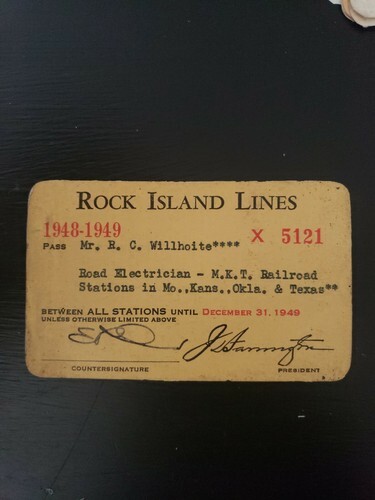 ROCK ISLAND LINES
1948-1949
PASS Mr. R. C. Willhoite**** X 5121
Road Electrician - M.K.T. Railroad
Stations in Mo.,Kans.,Okla. & Texas**
BETWEEN ALL STATIONS UNTIL DECEMBER 31, 1949
UNLESS OTHERWISE LIMITED ABOVE
J D Farrington
COUNTERSIGNATURE PRESIDENT